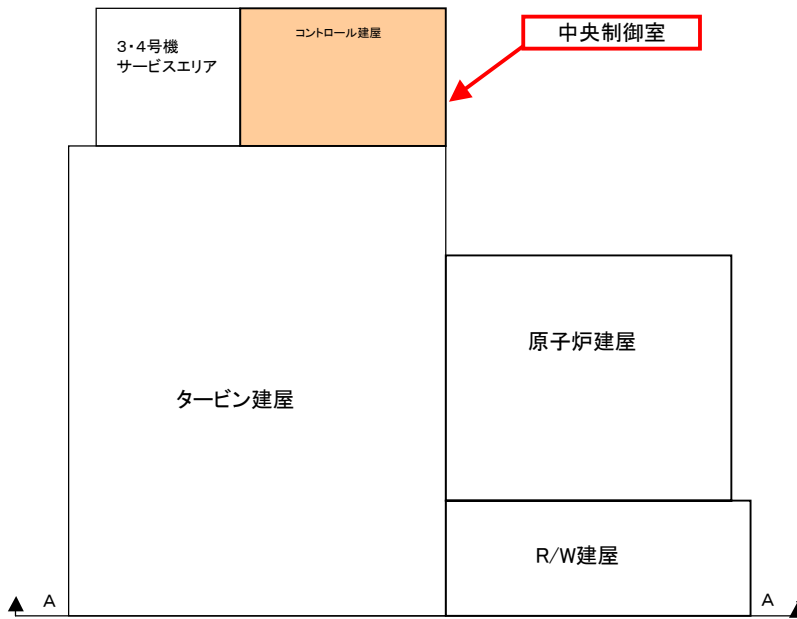 3・4号機
サービスエリア
コントロール建屋
中央制御室
原子炉建屋
タービン建屋
R/W建屋
A
A